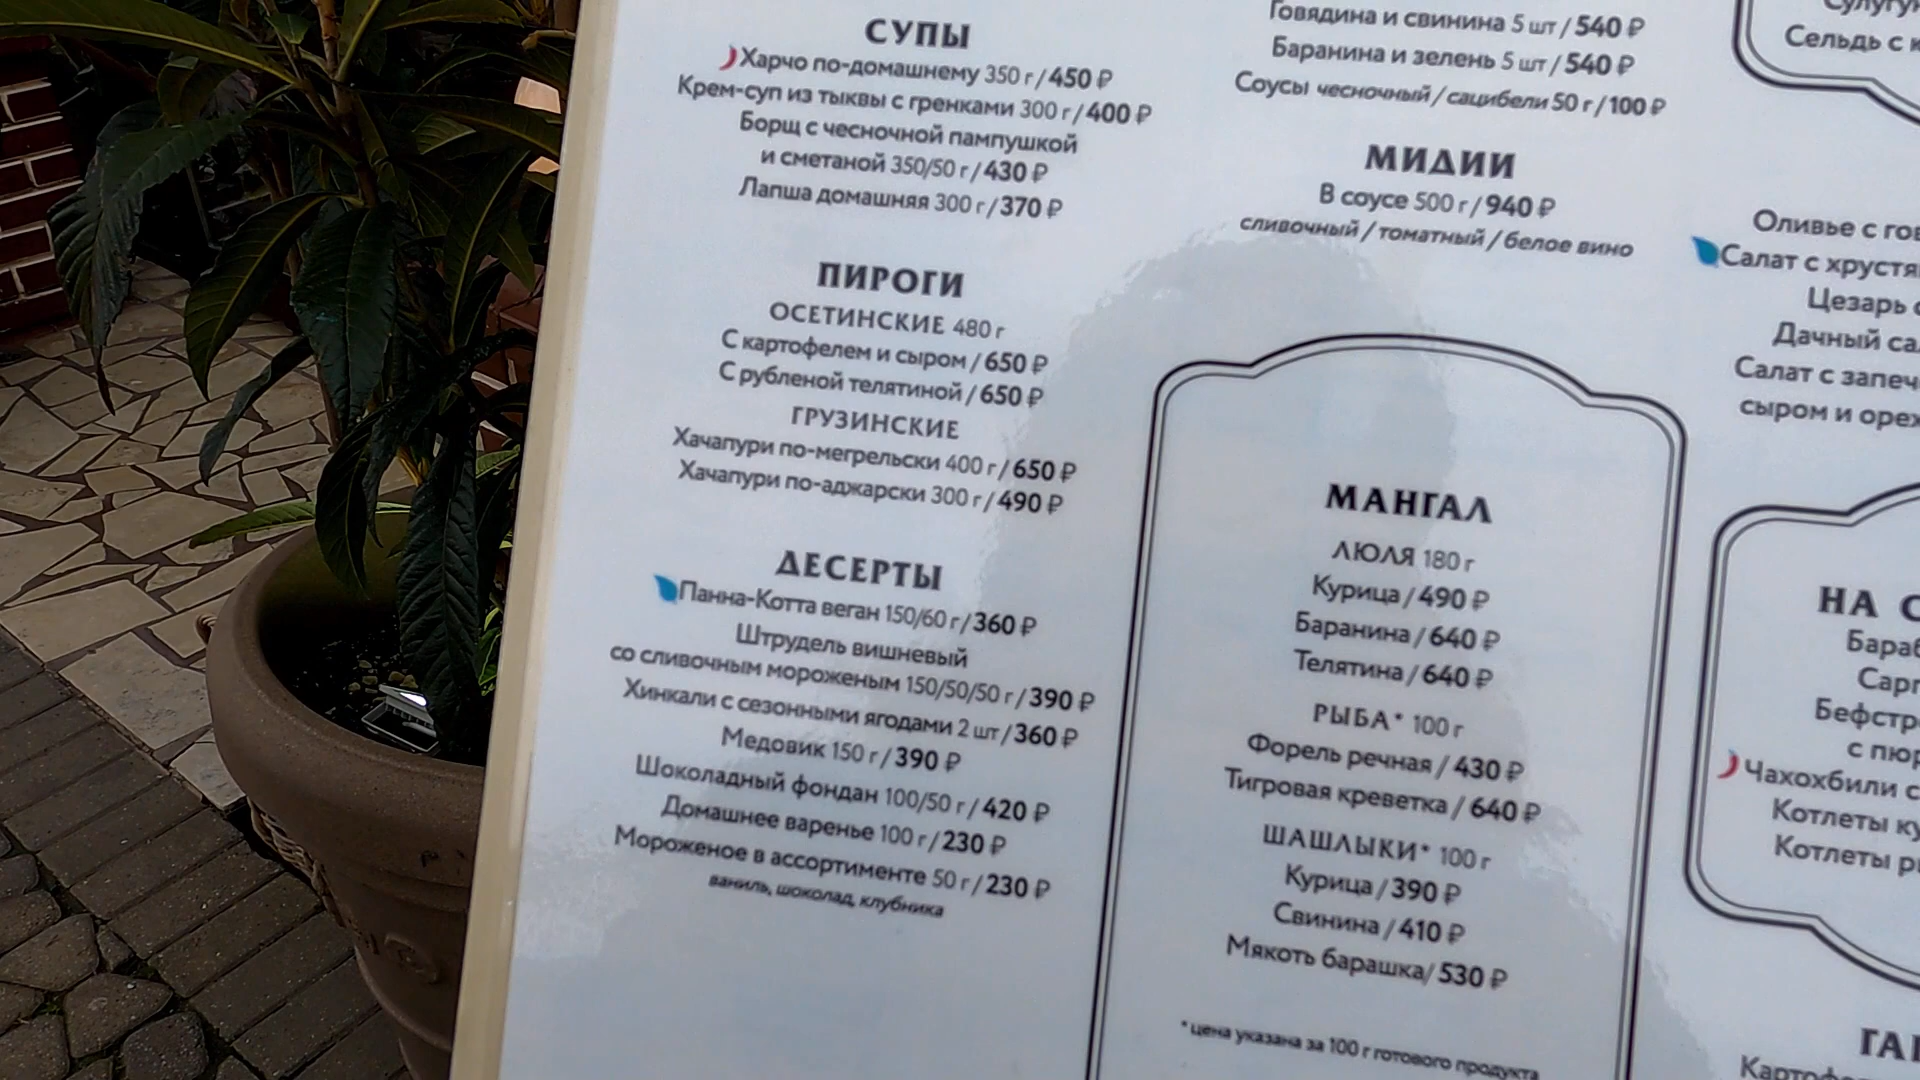 СУПЫ
Харчо по-домашнему 350 г / 450 ₽
Крем-суп из тыквы с гренками 300 г / 400 ₽
Борщ с чесночной пампушкой
и сметаной 350/50 г / 430 ₽
Лапша домашняя 300 г / 370 ₽
ПИРОГИ
ОСЕТИНСКИЕ 480 г
С картофелем и сыром / 650 ₽
С рубленой телятиной / 650 ₽
ГРУЗИНСКИЕ
Хачапури по-мегрельски 400 г / 650 ₽
Хачапури по-аджарски 300 г / 490 ₽
ДЕСЕРТЫ
Панна-Котта веган 150/60 г / 360 ₽
Штрудель вишневый
со сливочным мороженым 150/50/50 г / 390 ₽
Хинкали с сезонными ягодами 2 шт / 360 ₽
Медовик 150 г / 390 ₽
Шоколадный фондан 100/50 г / 420 ₽
Домашнее варенье 100 г / 230 ₽
Мороженое в ассортименте 50 г / 230 ₽
ваниль, шоколад, клубника
Говядина и свинина 5 шт / 540 ₽
Баранина и зелень 5 шт / 540 ₽
Соусы чесночный / сацибели 50 г / 100 ₽
МИДИИ
В соусе 500 г / 940 ₽
сливочный / томатный / белое вино
МАНГАЛ
ЛЮЛЯ 180 г
Курица / 490 ₽
Баранина / 640 ₽
Телятина / 640 ₽
РЫБА* 100 г
Форель речная / 430 ₽
Тигровая креветка / 640 ₽
ШАШЛЫКИ* 100 г
Курица / 390 ₽
Свинина / 410 ₽
Мякоть барашка / 530 ₽
*цена указана за 100 г готового продукта
Сельдь с
Оливье с
Салат с
Цезарь
Дачный
Салат с
сыром и
НА
с
Чахохбили с
Котлеты
Котлеты